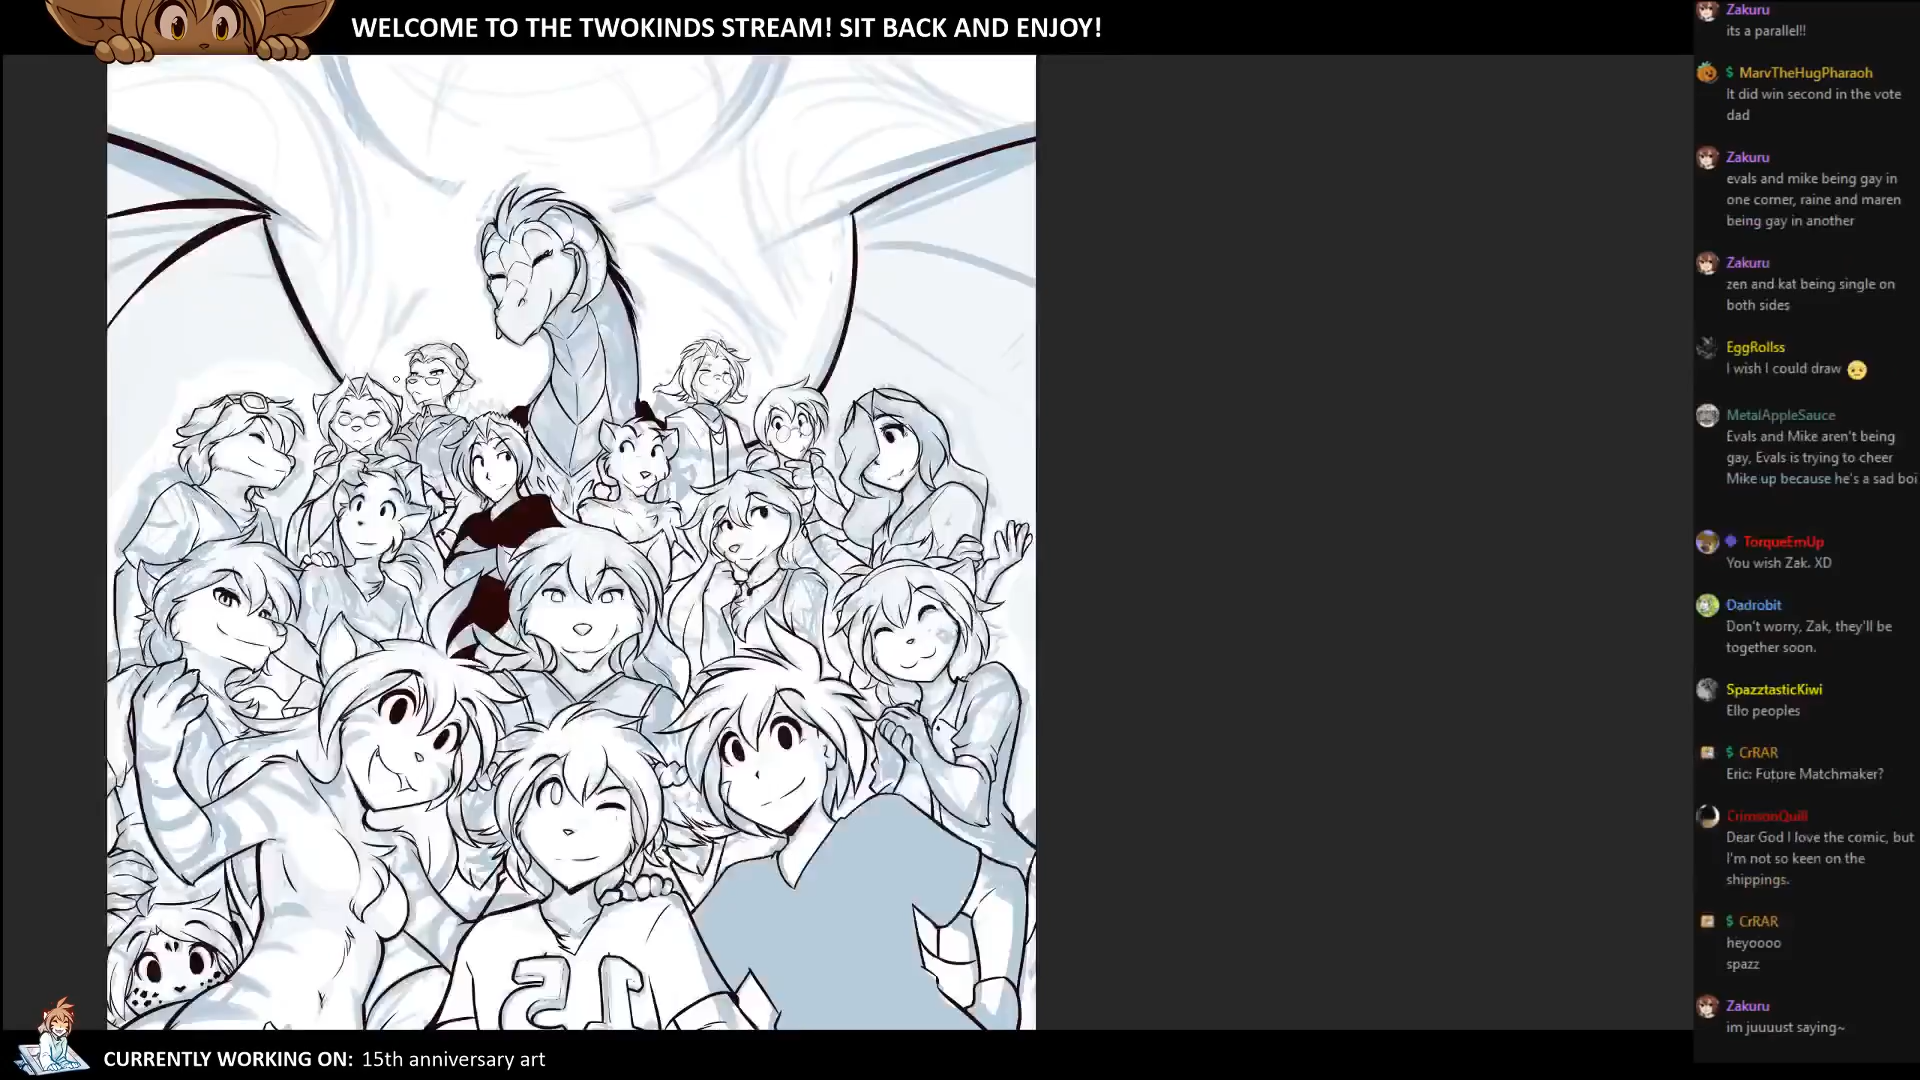 WELCOME TO THE TWOKINDS STREAM! SIT BACK AND ENJOY!
Zakuru
its a parallel!!
$ MarvTheHugPharaoh
It did win second in the vote
dad
Zakuru
evals and mike being gay in
one corner, raine and maren
being gay in another
Zakuru
zen and kat being single on
both sides
EggRollss
I wish I could draw
MetalAppleSauce
Evals and Mike aren't being
gay, Evals is trying to cheer
Mike up because he's a sad boi
TorqueEmUp
You wish Zak. XD
Dadrobit
Don't worry, Zak, they'll be
together soon.
SpazztasticKiwi
Ello peoples
$ CrRAR
Eric: Future Matchmaker?
CrimsonQuill
Dear God I love the comic, but
I'm not so keen on the
shippings.
$ CrRAR
heyoooo
spazz
Zakuru
im juuuust saying~
15
CURRENTLY WORKING ON: 15th anniversary art